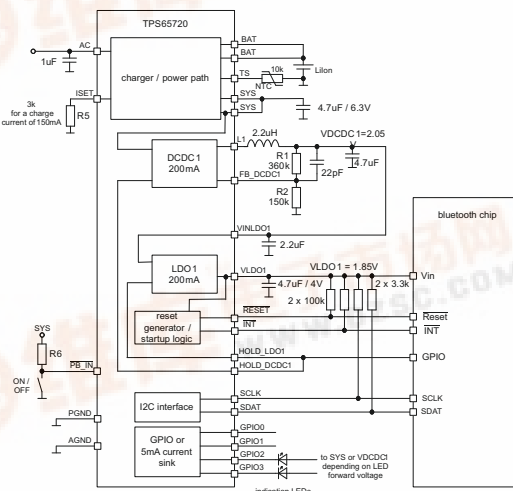 TPS65720
AC
1uF
ISET
3k
for a charge
current of 150mA
R5
charger / power path
BAT
BAT
TS
10k
NTC
LiIon
SYS
SYS
4.7uF / 6.3V
L1
2.2uH
VDCDC1=2.05
V
DCDC1
200mA
R1
360k
22pF
4.7uF
FB_DCDC1
R2
150k
VINLDO1
2.2uF
bluetooth chip
LDO1
200mA
VLDO1
VLDO1 = 1.85V
Vin
4.7uF / 4V
2 x 100k
2 x 3.3k
reset
generator /
startup logic
RESET
Reset
INT
INT
HOLD_LDO1
GPIO
HOLD_DCDC1
SYS
R6
PB_IN
ON /
OFF
PGND
AGND
I2C interface
SCLK
SCLK
SDAT
SDAT
GPIO or
5mA current
sink
GPIO0
GPIO1
GPIO2
GPIO3
to SYS or VDCDC1
depending on LED
forward voltage
indication LEDs